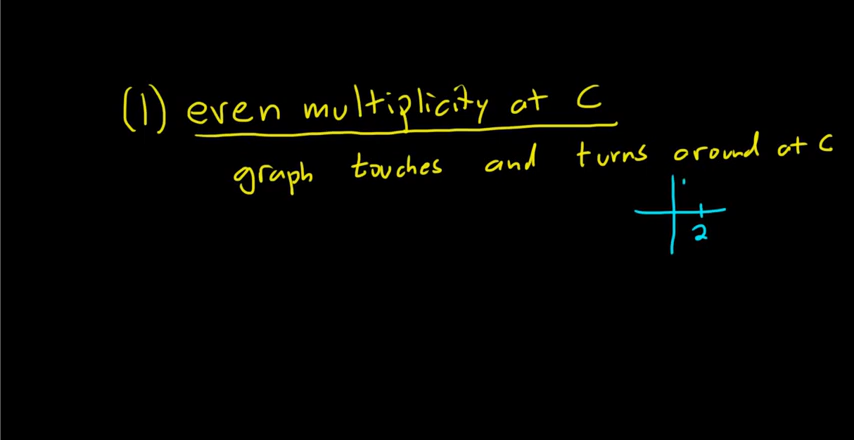 (1) even multiplicity at C
graph touches and turns around at C
2